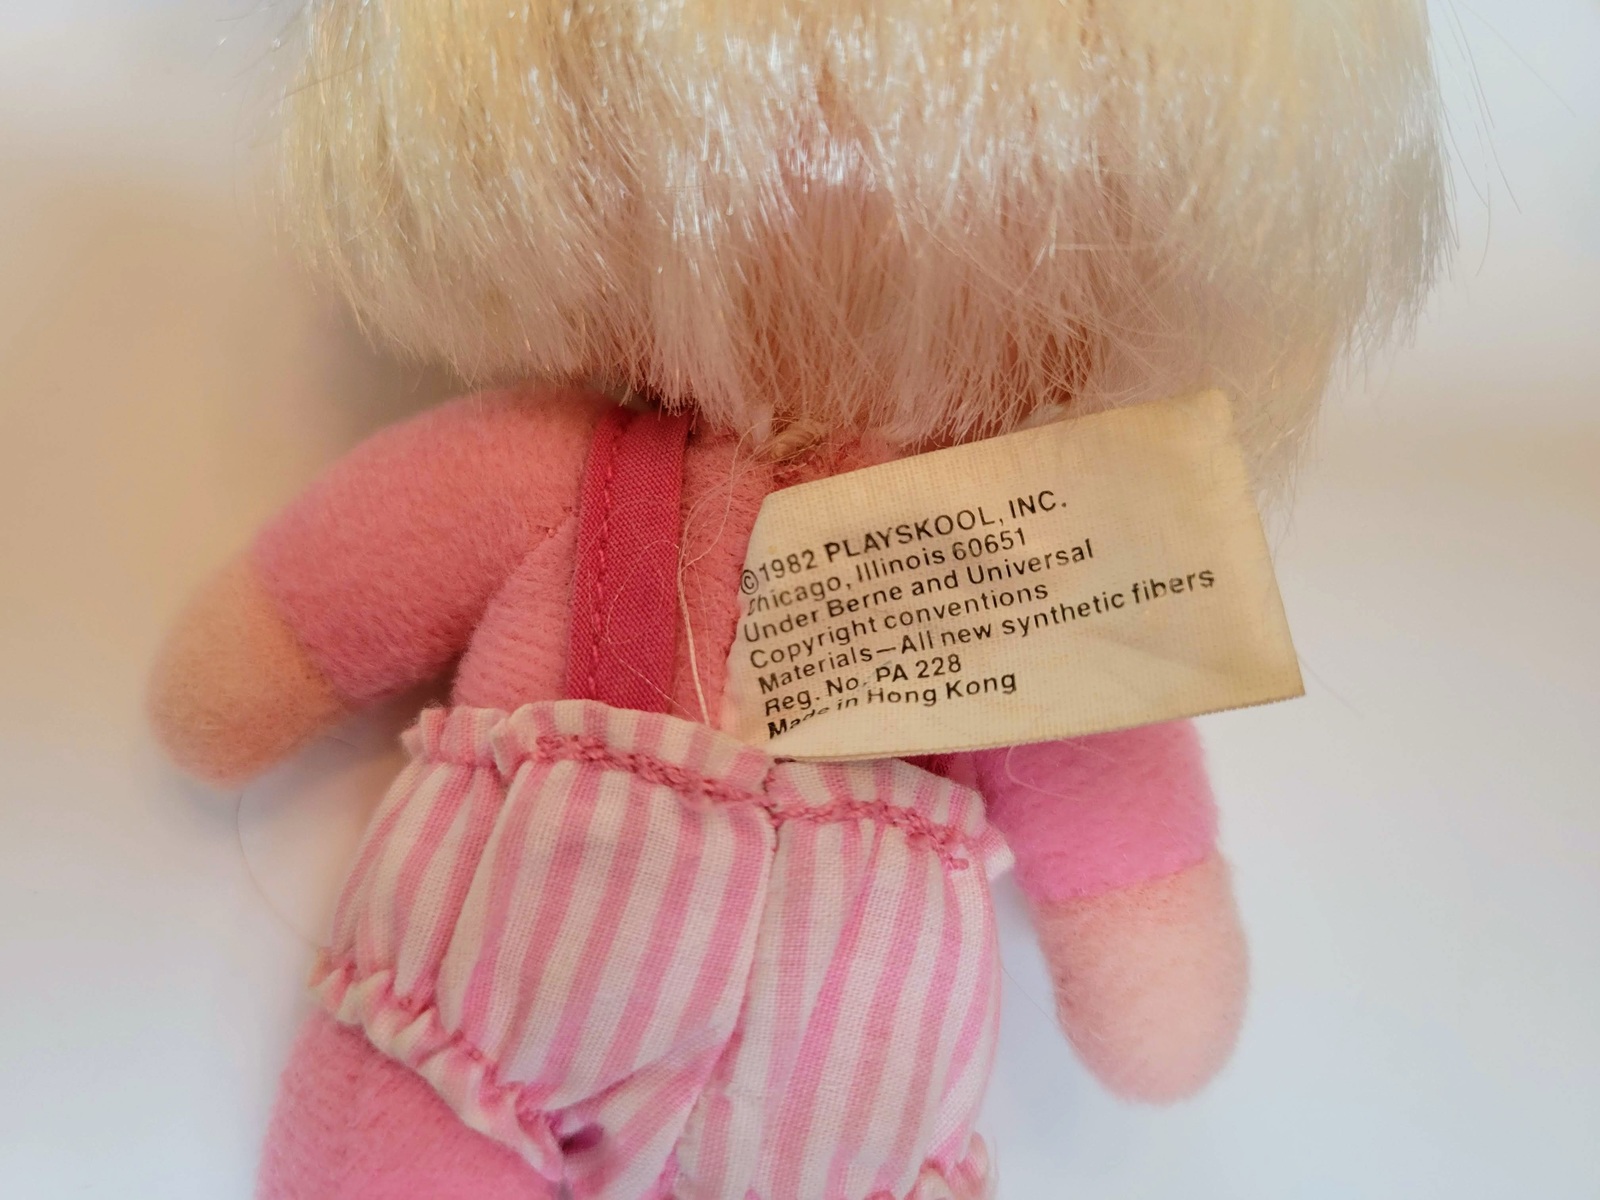 ©1982 PLAYSKOOL, INC.
Chicago, Illinois 60651
Under Berne and Universal
Copyright conventions
Materials—All new synthetic fibers
Reg. No. PA 228
Made in Hong Kong